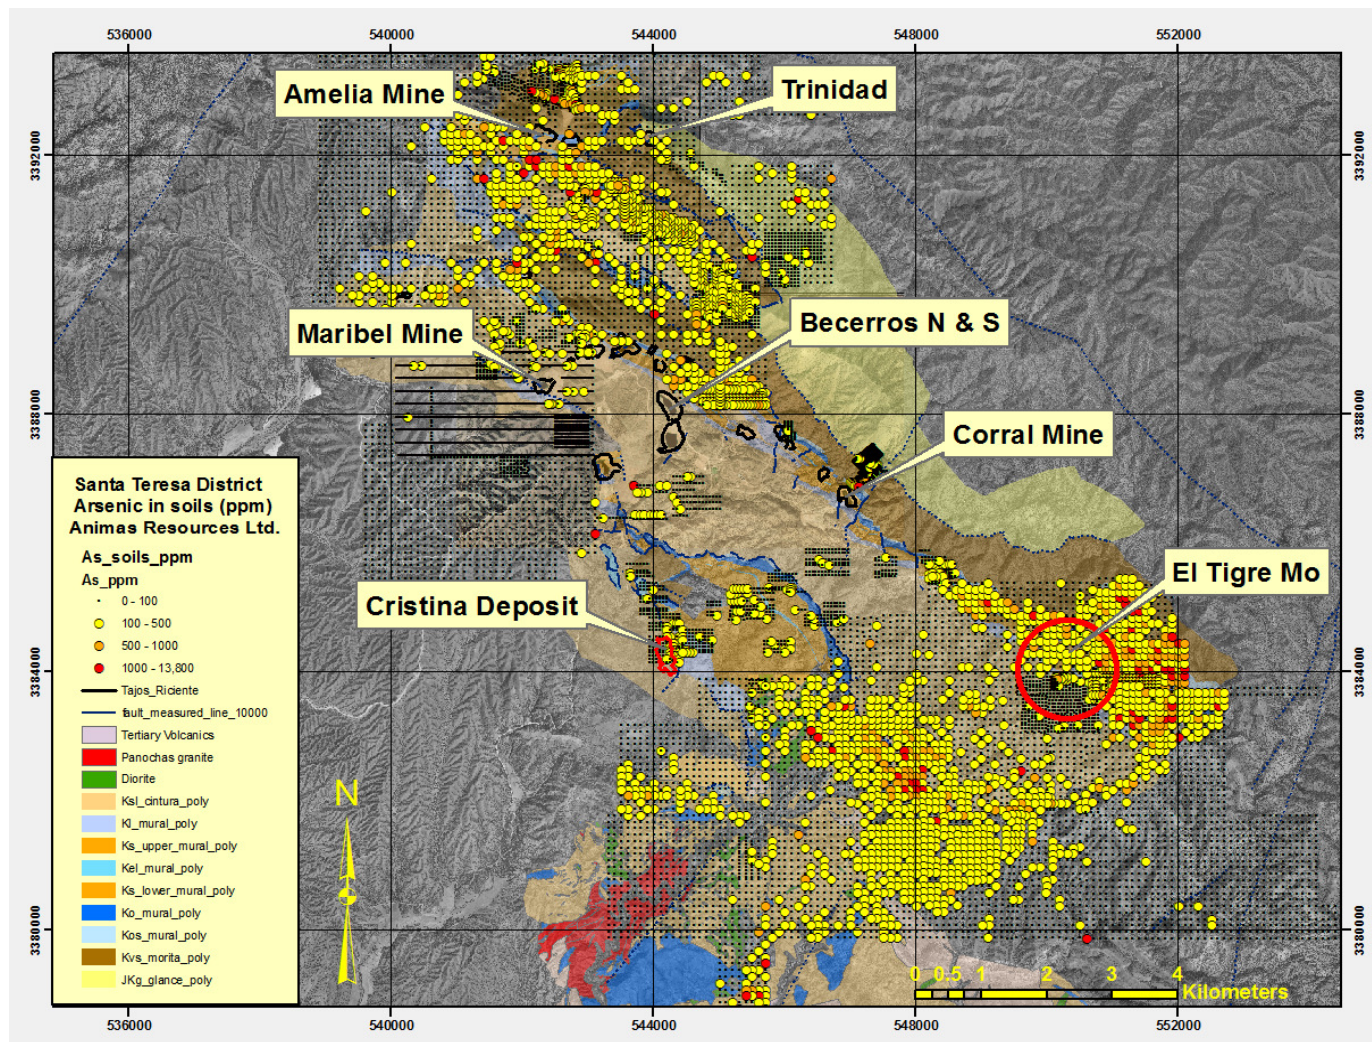 536000
540000
544000
548000
552000
Amelia Mine
Trinidad
3392000
3392000
Maribel Mine
Becerros N & S
3388000
3388000
Corral Mine
El Tigre Mo
Cristina Deposit
3384000
3384000
Santa Teresa District
Arsenic in soils (ppm)
Animas Resources Ltd.
As_soils_ppm
As_ppm
0 - 100
100 - 500
500 - 1000
1000 - 13,800
Tajos_Riciente
fault_measured_line_10000
Tertiary Volcanics
Panochas granite
Diorite
Ksl_cintura_poly
Kl_mural_poly
Ks_upper_mural_poly
Kel_mural_poly
Ks_lower_mural_poly
Ko_mural_poly
Kos_mural_poly
Kvs_morita_poly
JKg_glance_poly
N
3380000
3380000
0 0.5 1 2 3 4
Kilometers
536000
540000
544000
548000
552000